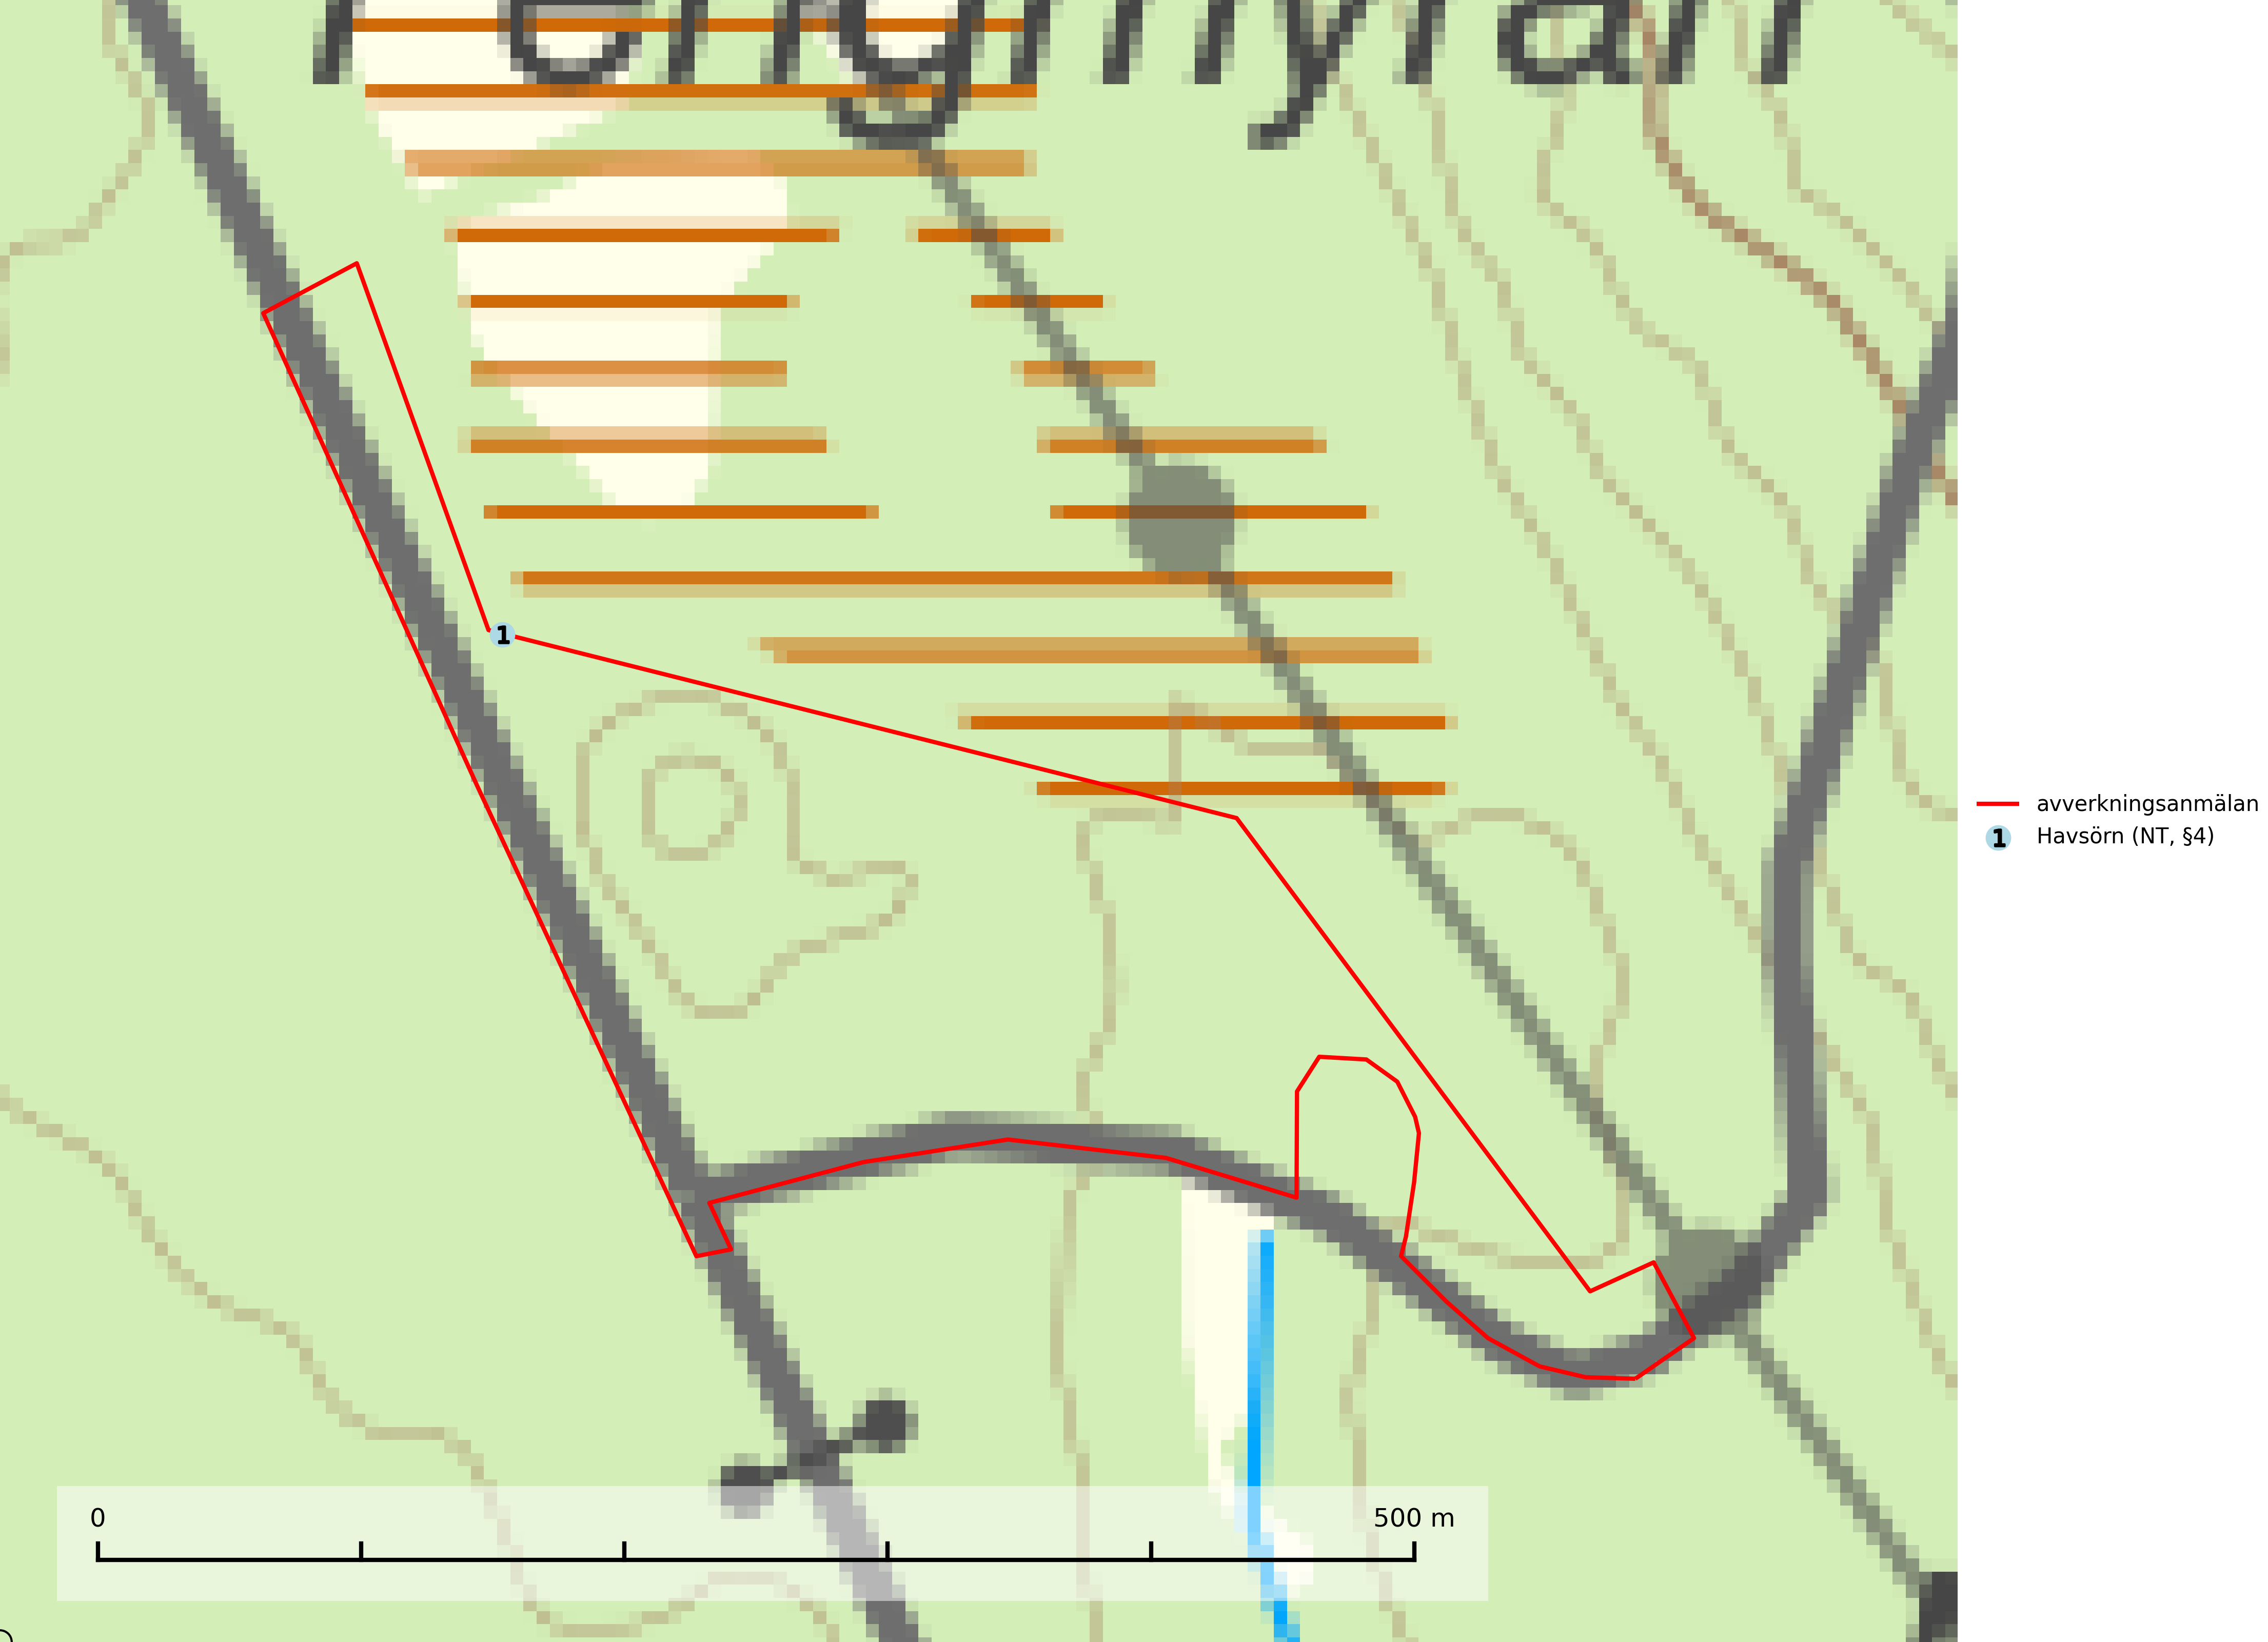 1
avverkningsanmälan
1 Havsörn (NT, §4)
0 500 m